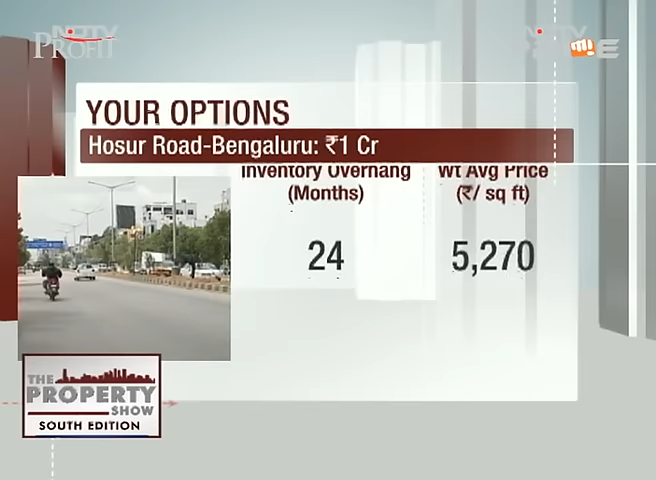 NDTV
PROFIT
NDTV
YOUR OPTIONS
Hosur Road-Bengaluru: ₹1 Cr
Inventory Overhang
(Months)
Wt Avg Price
(₹/ sq ft)
24
5,270
THE
PROPERTY
SHOW
SOUTH EDITION